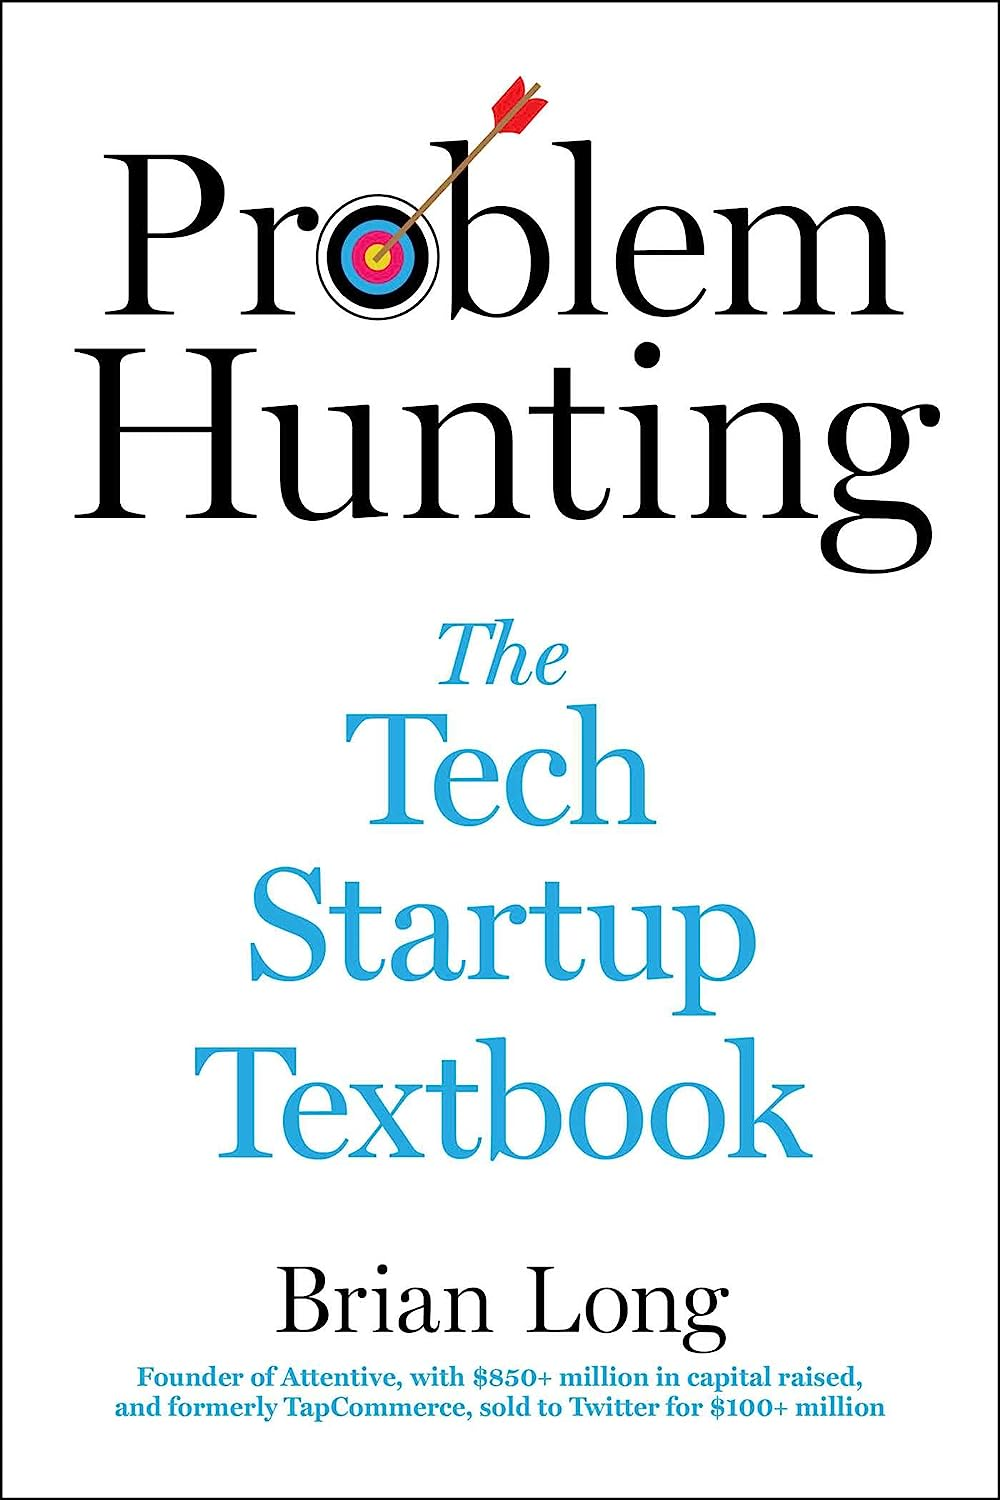 Problem
Hunting
The
Tech
Startup
Textbook
Brian Long
Founder of Attentive, with $850+ million in capital raised,
and formerly TapCommerce, sold to Twitter for $100+ million